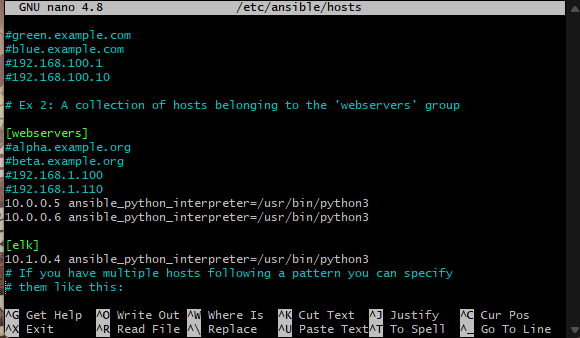 GNU nano 4.8 /etc/ansible/hosts
#green.example.com
#blue.example.com
#192.168.100.1
#192.168.100.10
# Ex 2: A collection of hosts belonging to the 'webservers' group
[webservers]
#alpha.example.org
#beta.example.org
#192.168.1.100
#192.168.1.110
10.0.0.5 ansible_python_interpreter=/usr/bin/python3
10.0.0.6 ansible_python_interpreter=/usr/bin/python3
[elk]
10.1.0.4 ansible_python_interpreter=/usr/bin/python3
# If you have multiple hosts following a pattern you can specify
# them like this:
^G Get Help ^O Write Out ^W Where Is ^K Cut Text ^J Justify ^C Cur Pos
^X Exit ^R Read File ^\ Replace ^U Paste Text ^T To Spell ^_ Go To Line